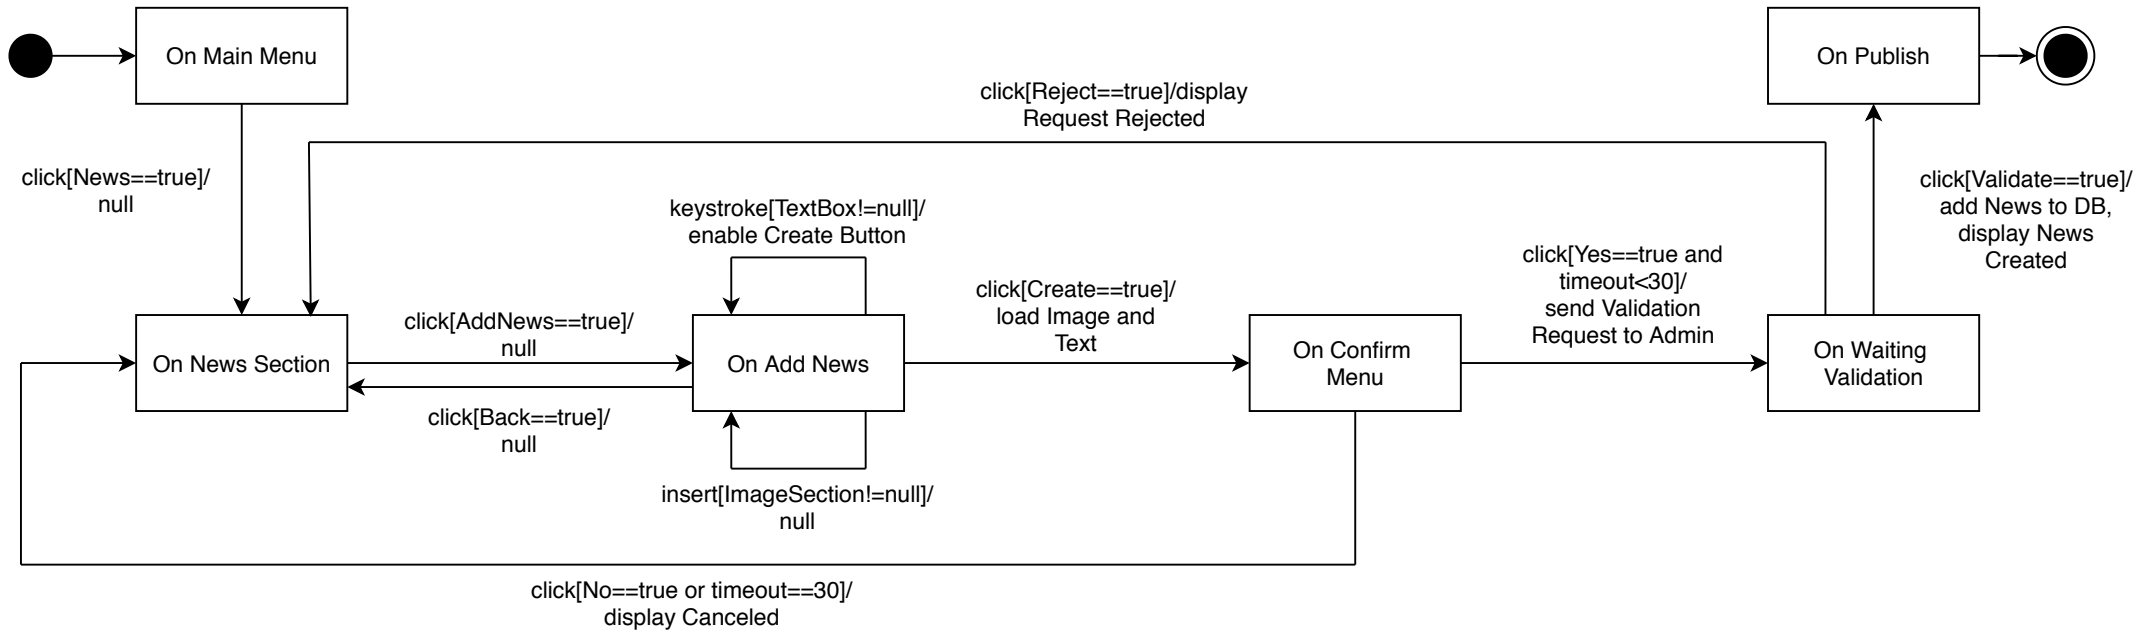 On Main Menu
On Publish
click[Reject==true]/display
Request Rejected
click[News==true]/
null
click[Validate==true]/
add News to DB,
display News
Created
keystroke[TextBox!=null]/
enable Create Button
click[Yes==true and
timeout<30]/
send Validation
Request to Admin
click[Create==true]/
load Image and
Text
click[AddNews==true]/
null
On News Section
On Add News
On Confirm
Menu
On Waiting
Validation
click[Back==true]/
null
insert[ImageSection!=null]/
null
click[No==true or timeout==30]/
display Canceled